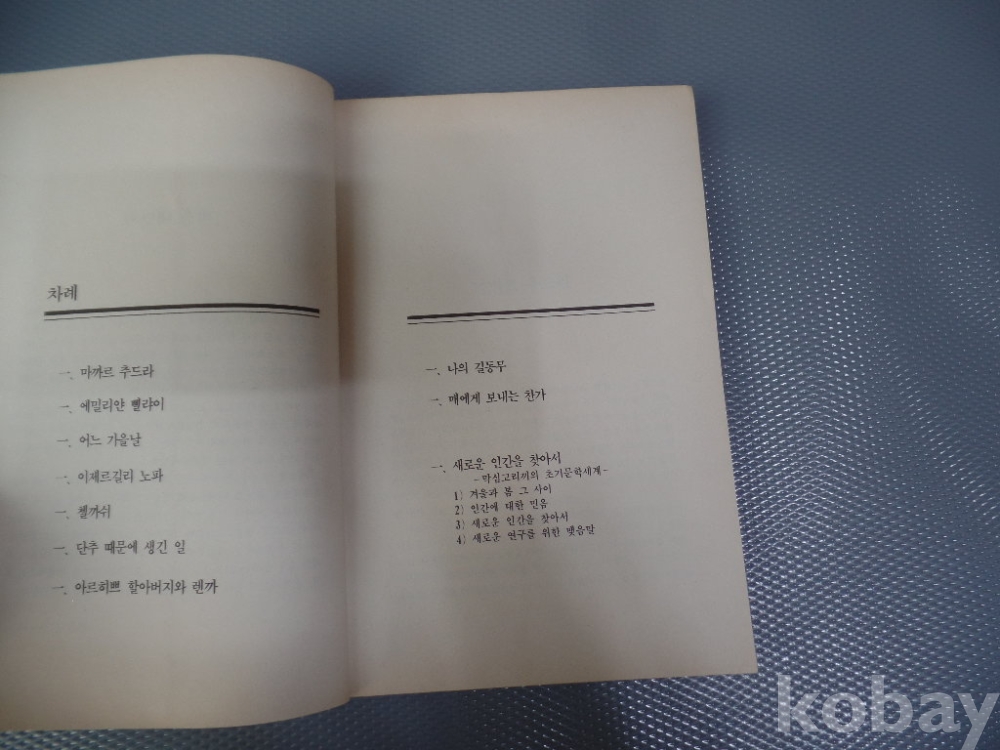 차례
一. 마까르 추드라
一. 에밀리얀 삘랴이
一. 어느 가을날
一. 이제르길리 노파
一. 첼까쉬
一. 단추 때문에 생긴 일
一. 아르히쁘 할아버지와 렌까
一. 나의 길동무
一. 매에게 보내는 찬가
一. 새로운 인간을 찾아서
-막심고리끼의 초기문학세계-
1) 겨울과 봄 그 사이
2) 인간에 대한 믿음
3) 새로운 인간을 찾아서
4) 새로운 연구를 위한 맺음말
kobay